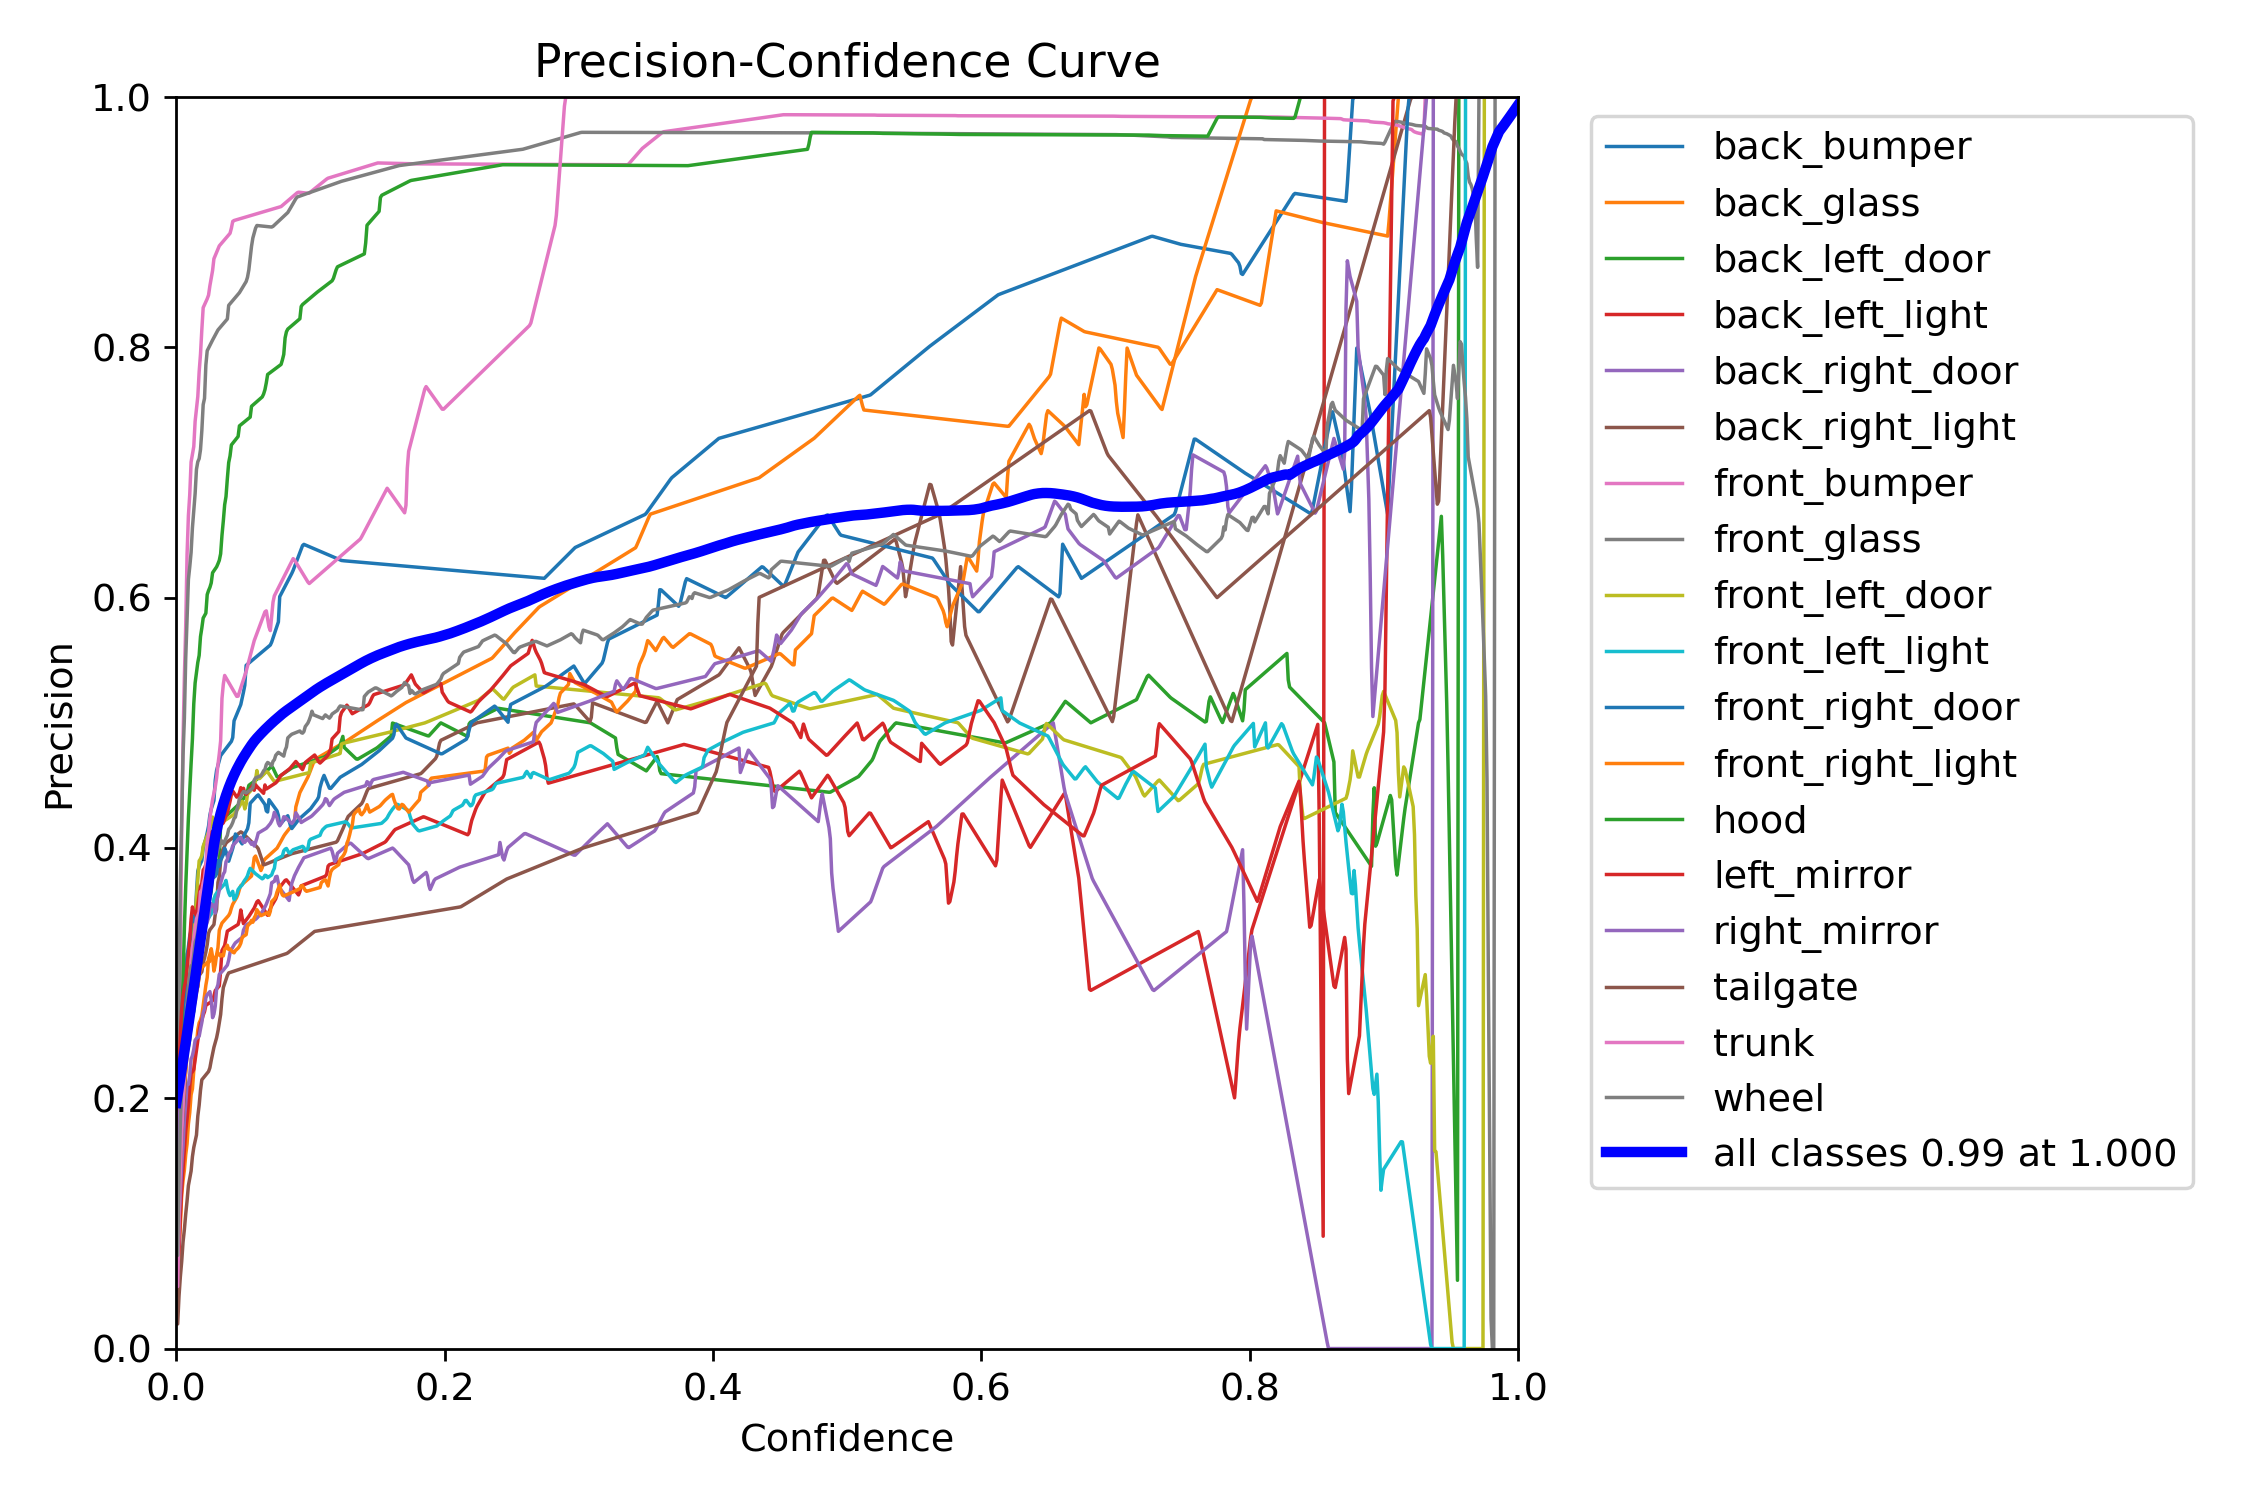 Precision-Confidence Curve
1.0
0.8
0.6
0.4
0.2
0.0
Precision
0.0 0.2 0.4 0.6 0.8 1.0
Confidence
back_bumper
back_glass
back_left_door
back_left_light
back_right_door
back_right_light
front_bumper
front_glass
front_left_door
front_left_light
front_right_door
front_right_light
hood
left_mirror
right_mirror
tailgate
trunk
wheel
all classes 0.99 at 1.000